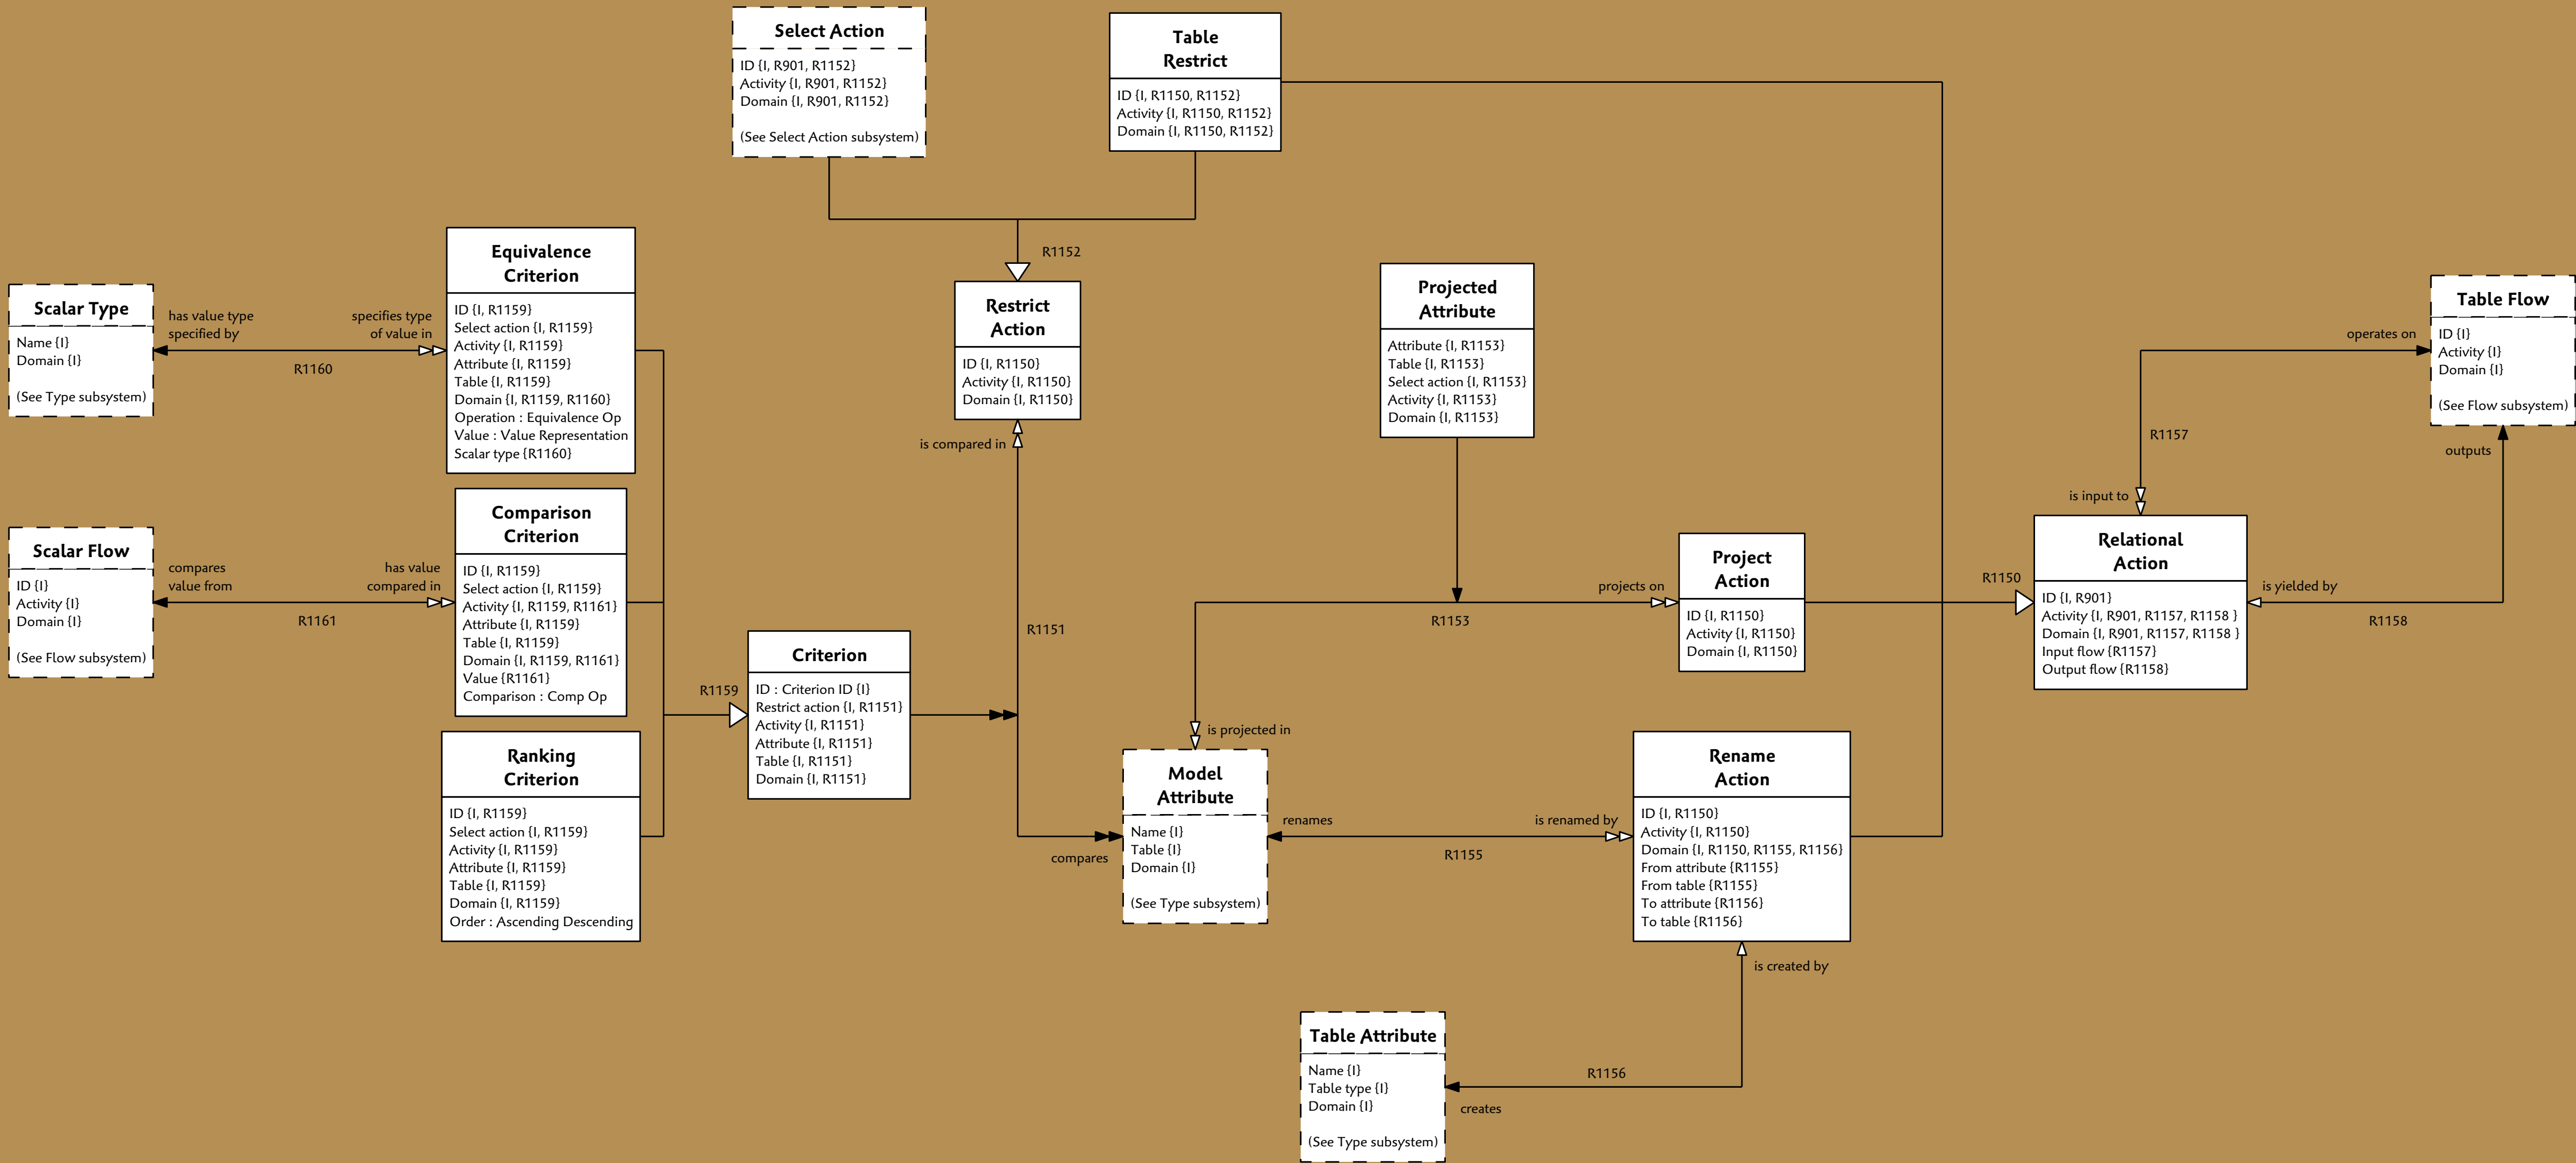 Select Action
ID {I, R901, R1152}
Activity {I, R901, R1152}
Domain {I, R901, R1152}
(See Select Action subsystem)
Table
Restrict
ID {I, R1150, R1152}
Activity {I, R1150, R1152}
Domain {I, R1150, R1152}
R1152
Equivalence
Criterion
ID {I, R1159}
Select action {I, R1159}
Activity {I, R1159}
Attribute {I, R1159}
Table {I, R1159}
Domain {I, R1159, R1160}
Operation : Equivalence Op
Value : Value Representation
Scalar type {R1160}
Scalar Type
Name {I}
Domain {I}
(See Type subsystem)
has value type
specified by
specifies type
of value in
R1160
Restrict
Action
ID {I, R1150}
Activity {I, R1150}
Domain {I, R1150}
is compared in
Projected
Attribute
Attribute {I, R1153}
Table {I, R1153}
Select action {I, R1153}
Activity {I, R1153}
Domain {I, R1153}
Table Flow
ID {I}
Activity {I}
Domain {I}
(See Flow subsystem)
operates on
R1157
outputs
is input to
Comparison
Criterion
ID {I, R1159}
Select action {I, R1159}
Activity {I, R1159, R1161}
Attribute {I, R1159}
Table {I, R1159}
Domain {I, R1159, R1161}
Value {R1161}
Comparison : Comp Op
Scalar Flow
ID {I}
Activity {I}
Domain {I}
(See Flow subsystem)
compares
value from
has value
compared in
R1161
R1151
projects on
R1153
Project
Action
ID {I, R1150}
Activity {I, R1150}
Domain {I, R1150}
R1150
Relational
Action
ID {I, R901}
Activity {I, R901, R1157, R1158 }
Domain {I, R901, R1157, R1158 }
Input flow {R1157}
Output flow {R1158}
is yielded by
R1158
R1159
Criterion
ID : Criterion ID {I}
Restrict action {I, R1151}
Activity {I, R1151}
Attribute {I, R1151}
Table {I, R1151}
Domain {I, R1151}
Ranking
Criterion
ID {I, R1159}
Select action {I, R1159}
Activity {I, R1159}
Attribute {I, R1159}
Table {I, R1159}
Domain {I, R1159}
Order : Ascending Descending
is projected in
Model
Attribute
Name {I}
Table {I}
Domain {I}
(See Type subsystem)
compares
renames
is renamed by
R1155
Rename
Action
ID {I, R1150}
Activity {I, R1150}
Domain {I, R1150, R1155, R1156}
From attribute {R1155}
From table {R1155}
To attribute {R1156}
To table {R1156}
is created by
Table Attribute
Name {I}
Table type {I}
Domain {I}
(See Type subsystem)
R1156
creates